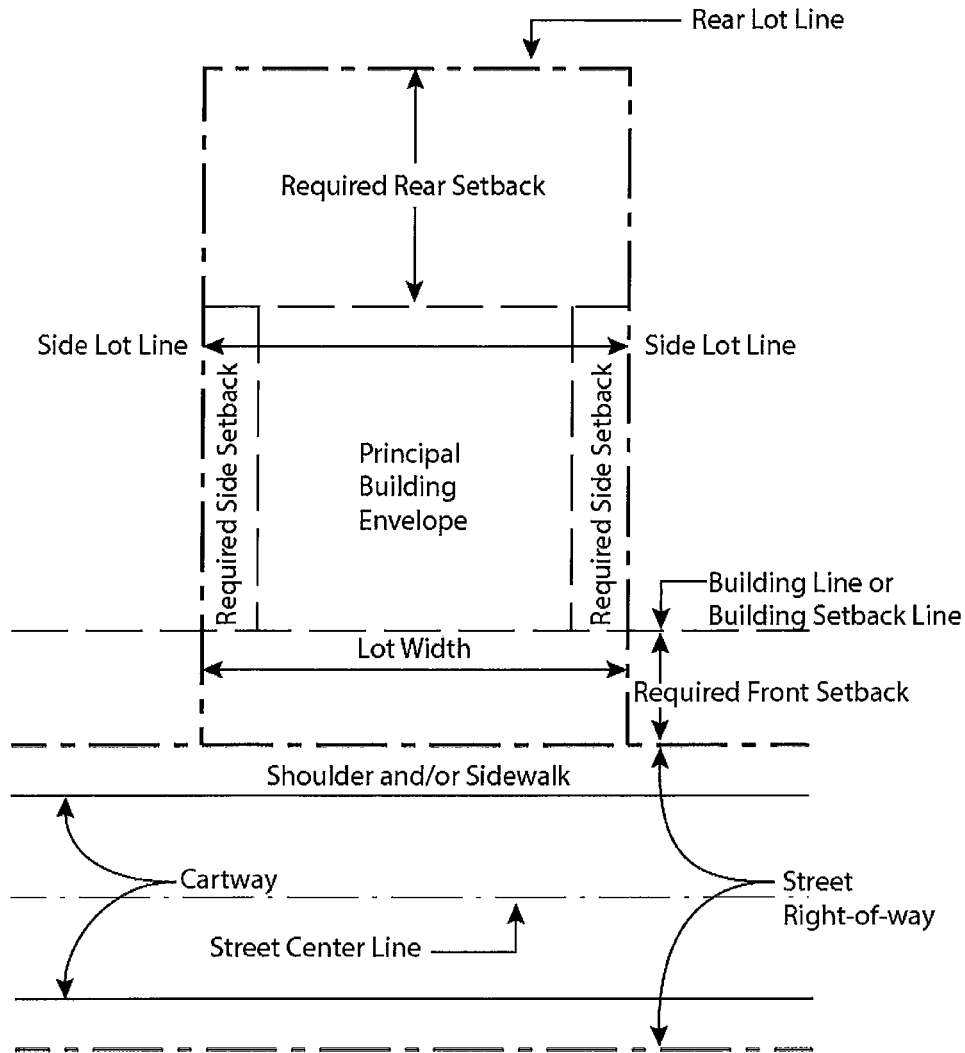 Rear Lot Line
Required Rear Setback
Side Lot Line
Side Lot Line
Required Side Setback
Principal
Building
Envelope
Required Side Setback
Building Line or
Building Setback Line
Lot Width
Required Front Setback
Shoulder and/or Sidewalk
Cartway
Street
Right-of-way
Street Center Line